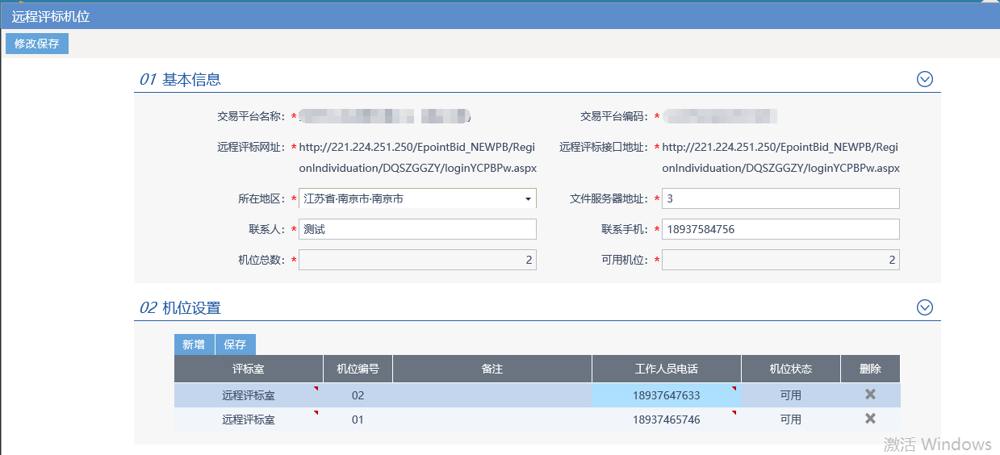 远程评标机位
修改保存
01 基本信息
交易平台名称：*
交易平台编码：*
远程评标网址：*http://221.224.251.250/EpointBid_NEWPB/Regi
onIndividuation/DQSZGGZY/loginYCPBPw.aspx
远程评标接口地址：*http://221.224.251.250/EpointBid_NEWPB/Regi
onIndividuation/DQSZGGZY/loginYCPBPw.aspx
所在地区：* 江苏省·南京市·南京市
文件服务器地址：* 3
联系人：* 测试
联系手机：* 18937584756
机位总数：* 2
可用机位：* 2
02 机位设置
新增 保存
评标室 机位编号 备注 工作人员电话 机位状态 删除
远程评标室 02 18937647633 可用
远程评标室 01 18937465746 可用
激活 Windows